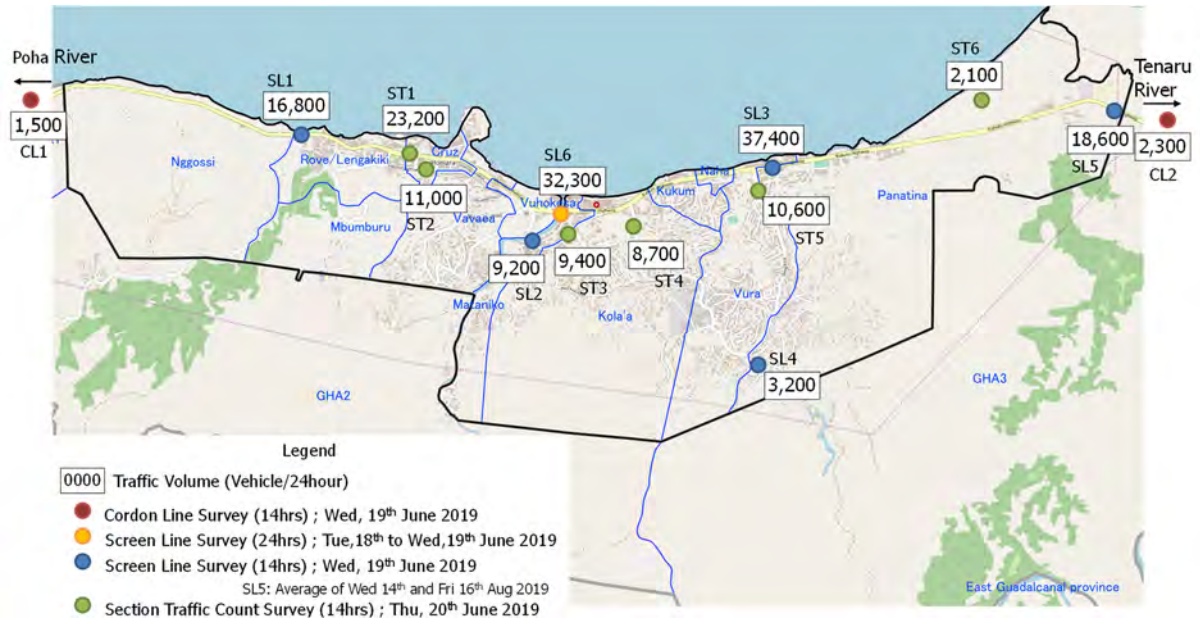 Poha River
1,500
CL1
SL1
16,800
ST1
23,200
ST2
11,000
SL6
32,300
9,200
SL2
9,400
ST3
8,700
ST4
SL3
37,400
10,600
ST5
SL4
3,200
ST6
2,100
Tenaru
River
18,600
SL5
2,300
CL2
Nggossi
Rove/Lengakiki
Cruz
Mbumburu
Vavaea
Vuhokesa
Mataniko
Kola'a
Kukum
Naha
Vura
Panatina
GHA2
GHA3
East Guadalcanal province
Legend
0000 Traffic Volume (Vehicle/24hour)
Cordon Line Survey (14hrs) ; Wed, 19th June 2019
Screen Line Survey (24hrs) ; Tue,18th to Wed,19th June 2019
Screen Line Survey (14hrs) ; Wed, 19th June 2019
SL5: Average of Wed 14th and Fri 16th Aug 2019
Section Traffic Count Survey (14hrs) ; Thu, 20th June 2019